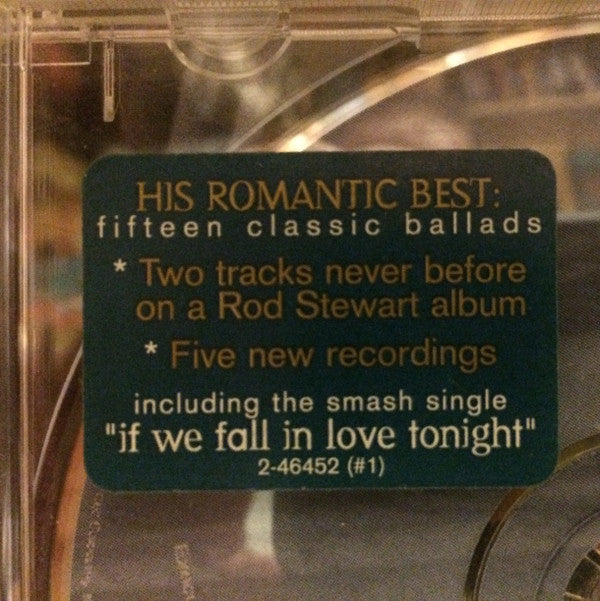 HIS ROMANTIC BEST:
fifteen classic ballads
* Two tracks never before
on a Rod Stewart album
* Five new recordings
including the smash single
"if we fall in love tonight"
2-46452 (#1)